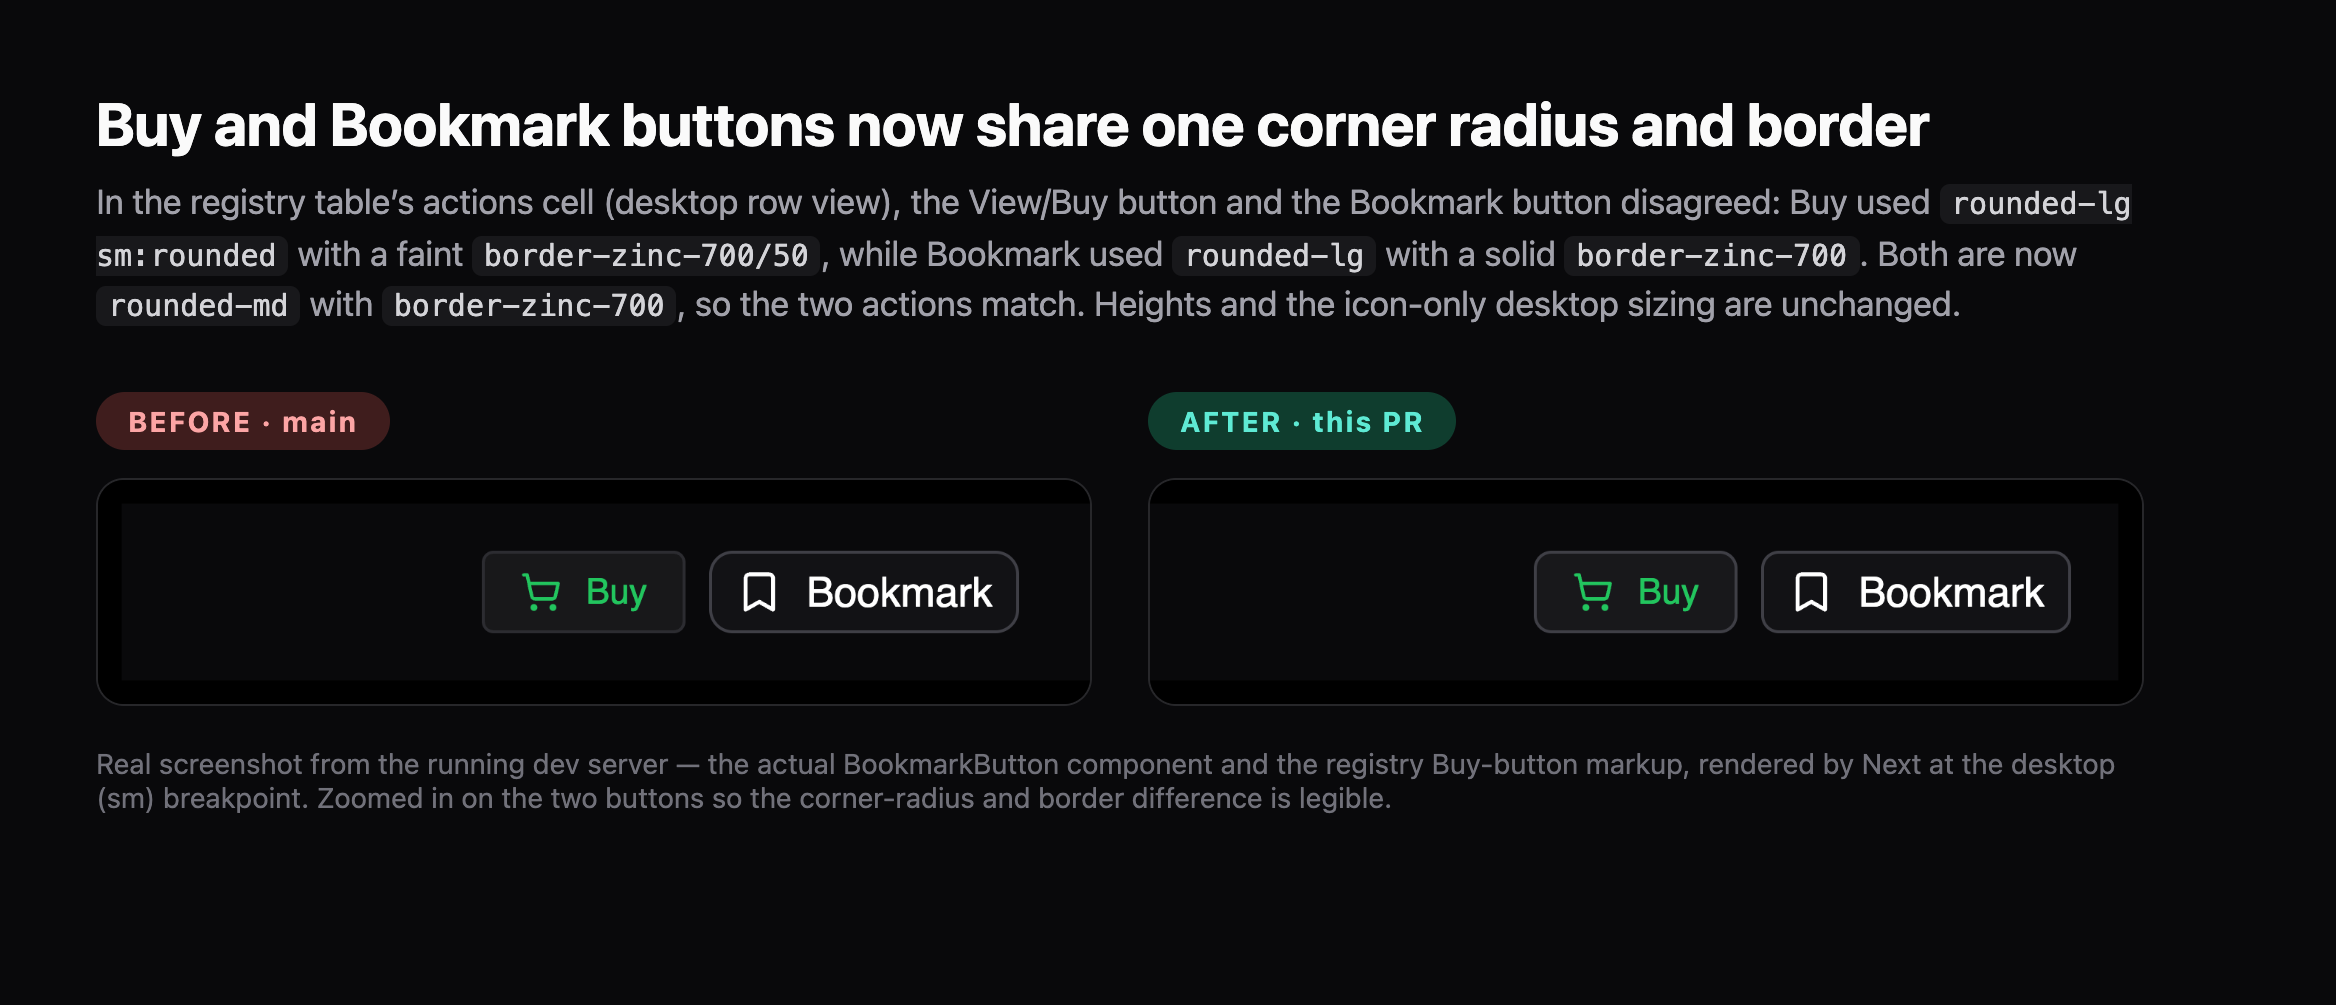 Buy and Bookmark buttons now share one corner radius and border
In the registry table’s actions cell (desktop row view), the View/Buy button and the Bookmark button disagreed: Buy used rounded-lg
sm:rounded with a faint border-zinc-700/50, while Bookmark used rounded-lg with a solid border-zinc-700. Both are now
rounded-md with border-zinc-700, so the two actions match. Heights and the icon-only desktop sizing are unchanged.
BEFORE · main
AFTER · this PR
Buy
Bookmark
Buy
Bookmark
Real screenshot from the running dev server — the actual BookmarkButton component and the registry Buy-button markup, rendered by Next at the desktop
(sm) breakpoint. Zoomed in on the two buttons so the corner-radius and border difference is legible.